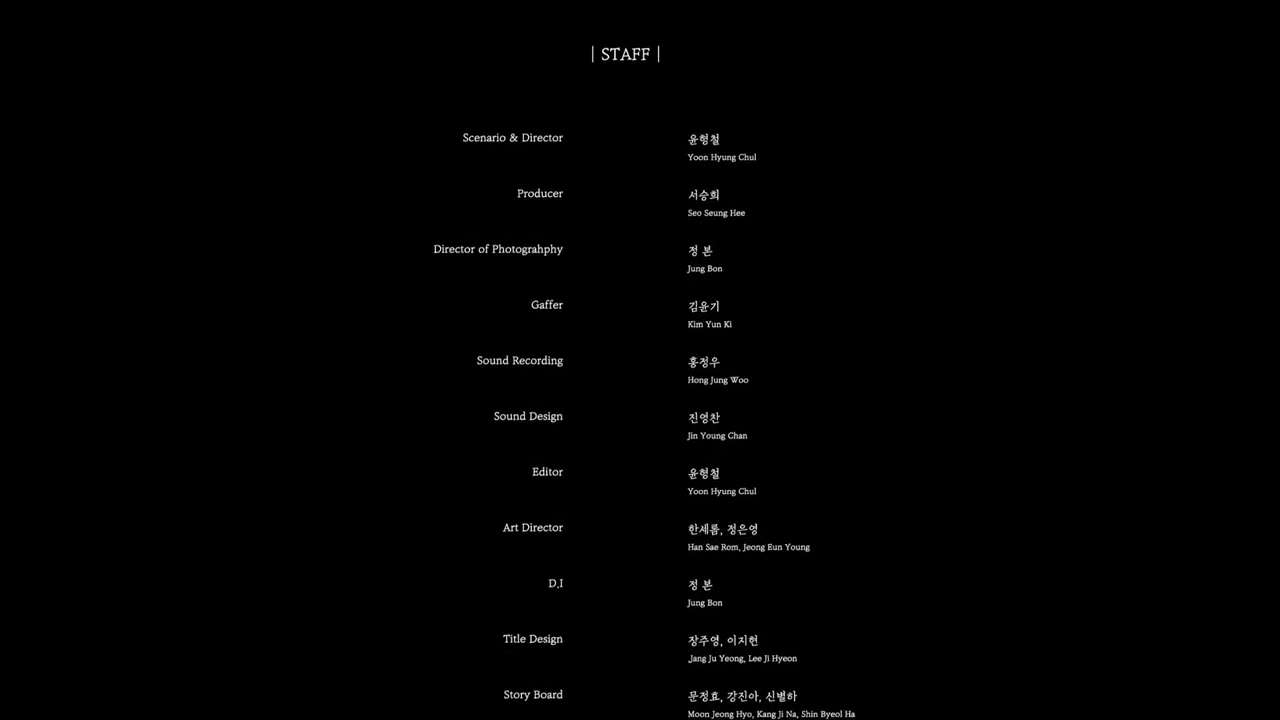 | STAFF |
Scenario & Director
윤형철
Yoon Hyung Chul
Producer
서승희
Seo Seung Hee
Director of Photograhphy
정 본
Jung Bon
Gaffer
김윤기
Kim Yun Ki
Sound Recording
홍정우
Hong Jung Woo
Sound Design
진영찬
Jin Young Chan
Editor
윤형철
Yoon Hyung Chul
Art Director
한세롬, 정은영
Han Sae Rom, Jeong Eun Young
D.I
정 본
Jung Bon
Title Design
장주영, 이지현
Jang Ju Yeong, Lee Ji Hyeon
Story Board
문정효, 강진아, 신별하
Moon Jeong Hyo, Kang Ji Na, Shin Byeol Ha